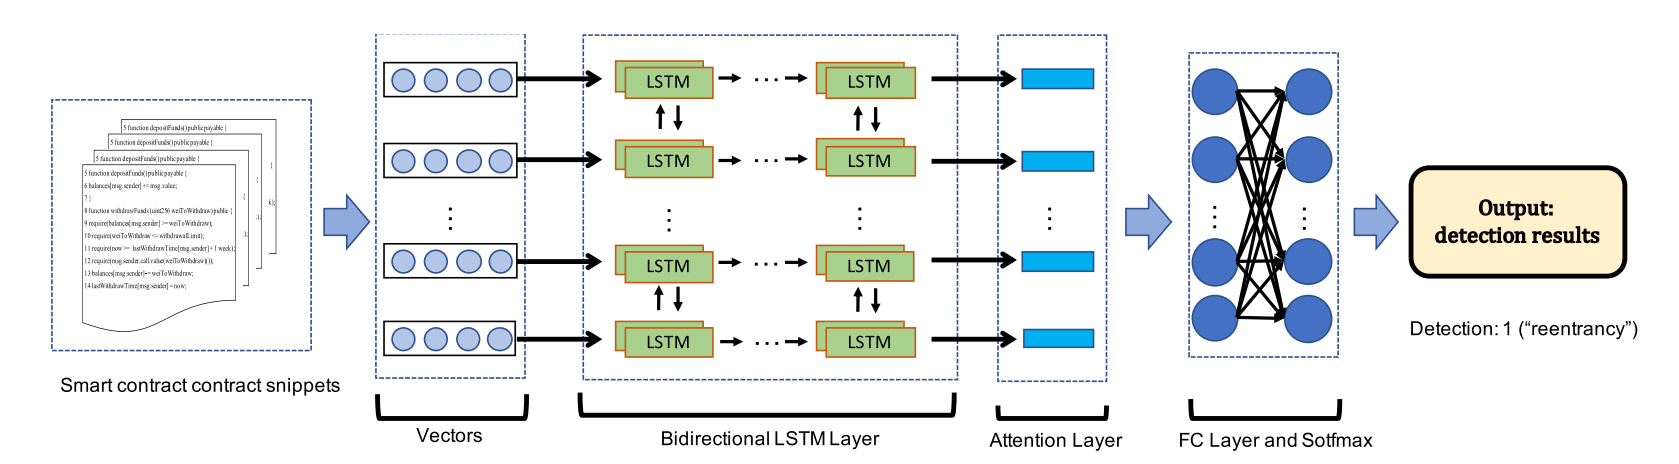 5 function depositFunds() public payable {
5 function depositFunds() public payable {
5 function depositFunds() public payable {
5 function depositFunds() public payable {
6 balances[msg.sender] += msg.value;
7 }
8 function withdrawFunds (uint256 weiToWithdraw) public {
9 require(balances[msg.sender] >= weiToWithdraw);
10 require(weiToWithdraw <= withdrawalLimit);
11 require(now >= lastWithdrawTime[msg.sender] + 1 week);
12 require(msg.sender.call.value(weiToWithdraw)());
13 balances[msg.sender] -= weiToWithdraw;
14 lastWithdrawTime[msg.sender] = now;
{
{
{
k);
);
);
Smart contract contract snippets
Vectors
LSTM ... LSTM
LSTM ... LSTM
LSTM ... LSTM
LSTM ... LSTM
Bidirectional LSTM Layer
Attention Layer
FC Layer and Sotfmax
Output:
detection results
Detection: 1 (“reentrancy”)